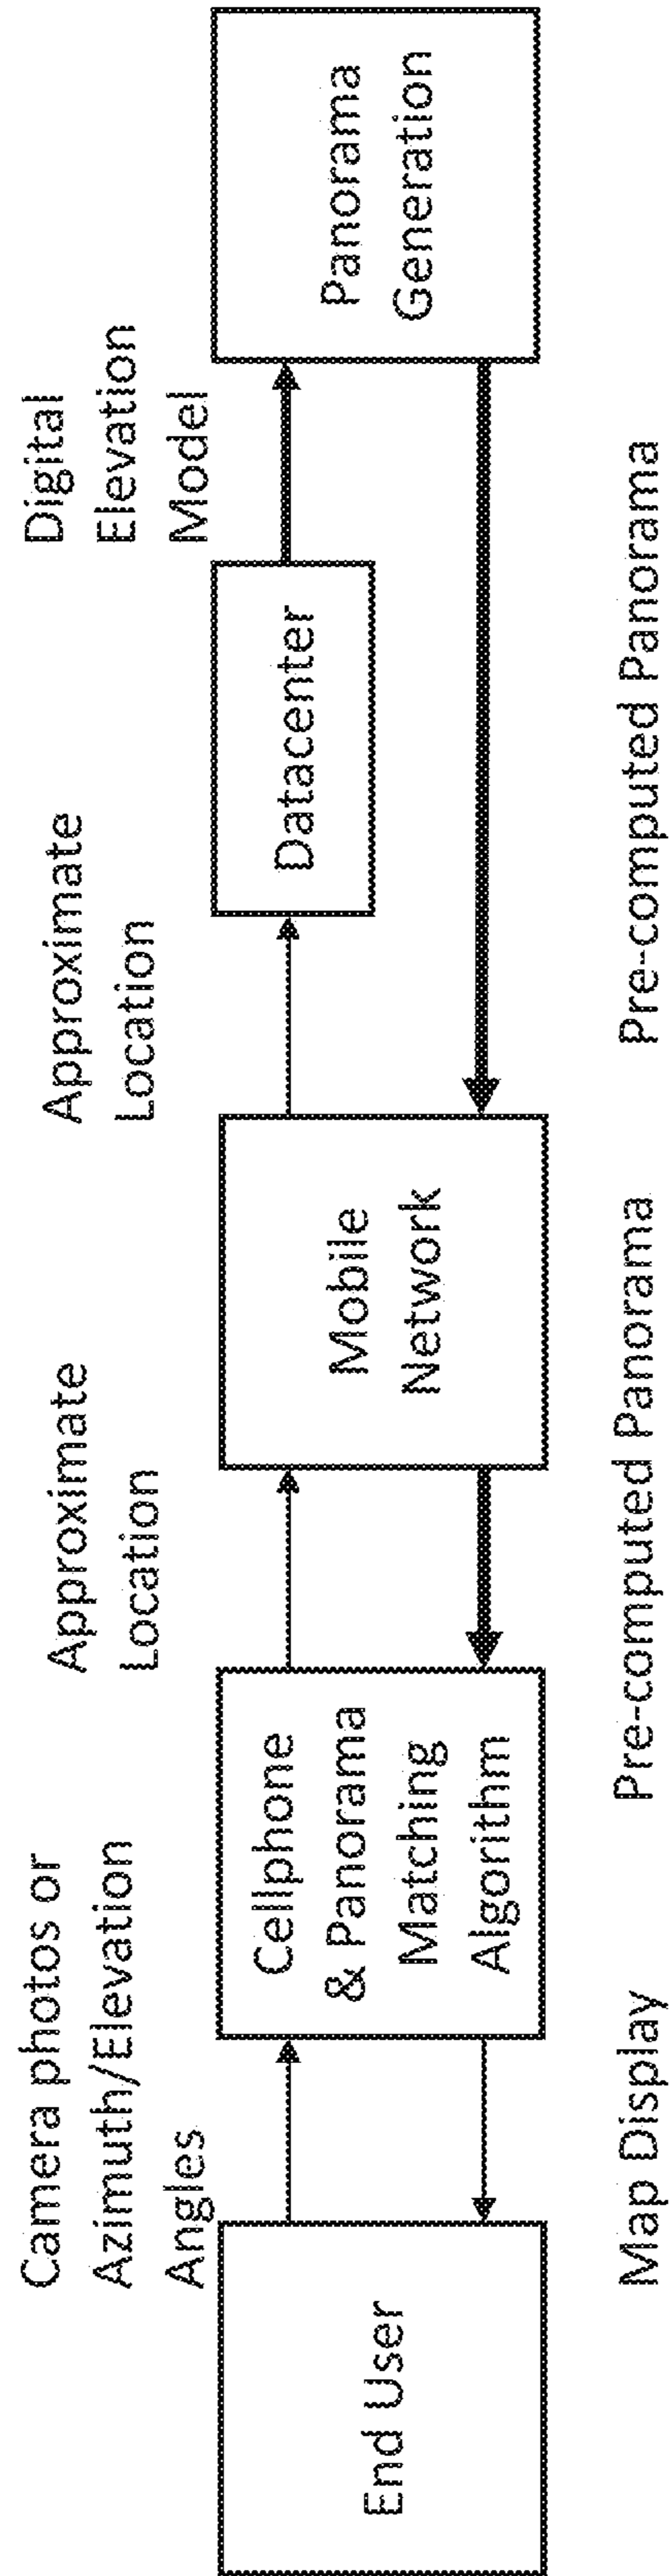 Camera photos or
Azimuth/Elevation
Angles
Approximate
Location
Approximate
Location
Digital
Elevation
Model
End User
Cellphone
& Panorama
Matching
Algorithm
Mobile
Network
Datacenter
Panorama
Generation
Map Display
Pre-computed Panorama
Pre-computed Panorama